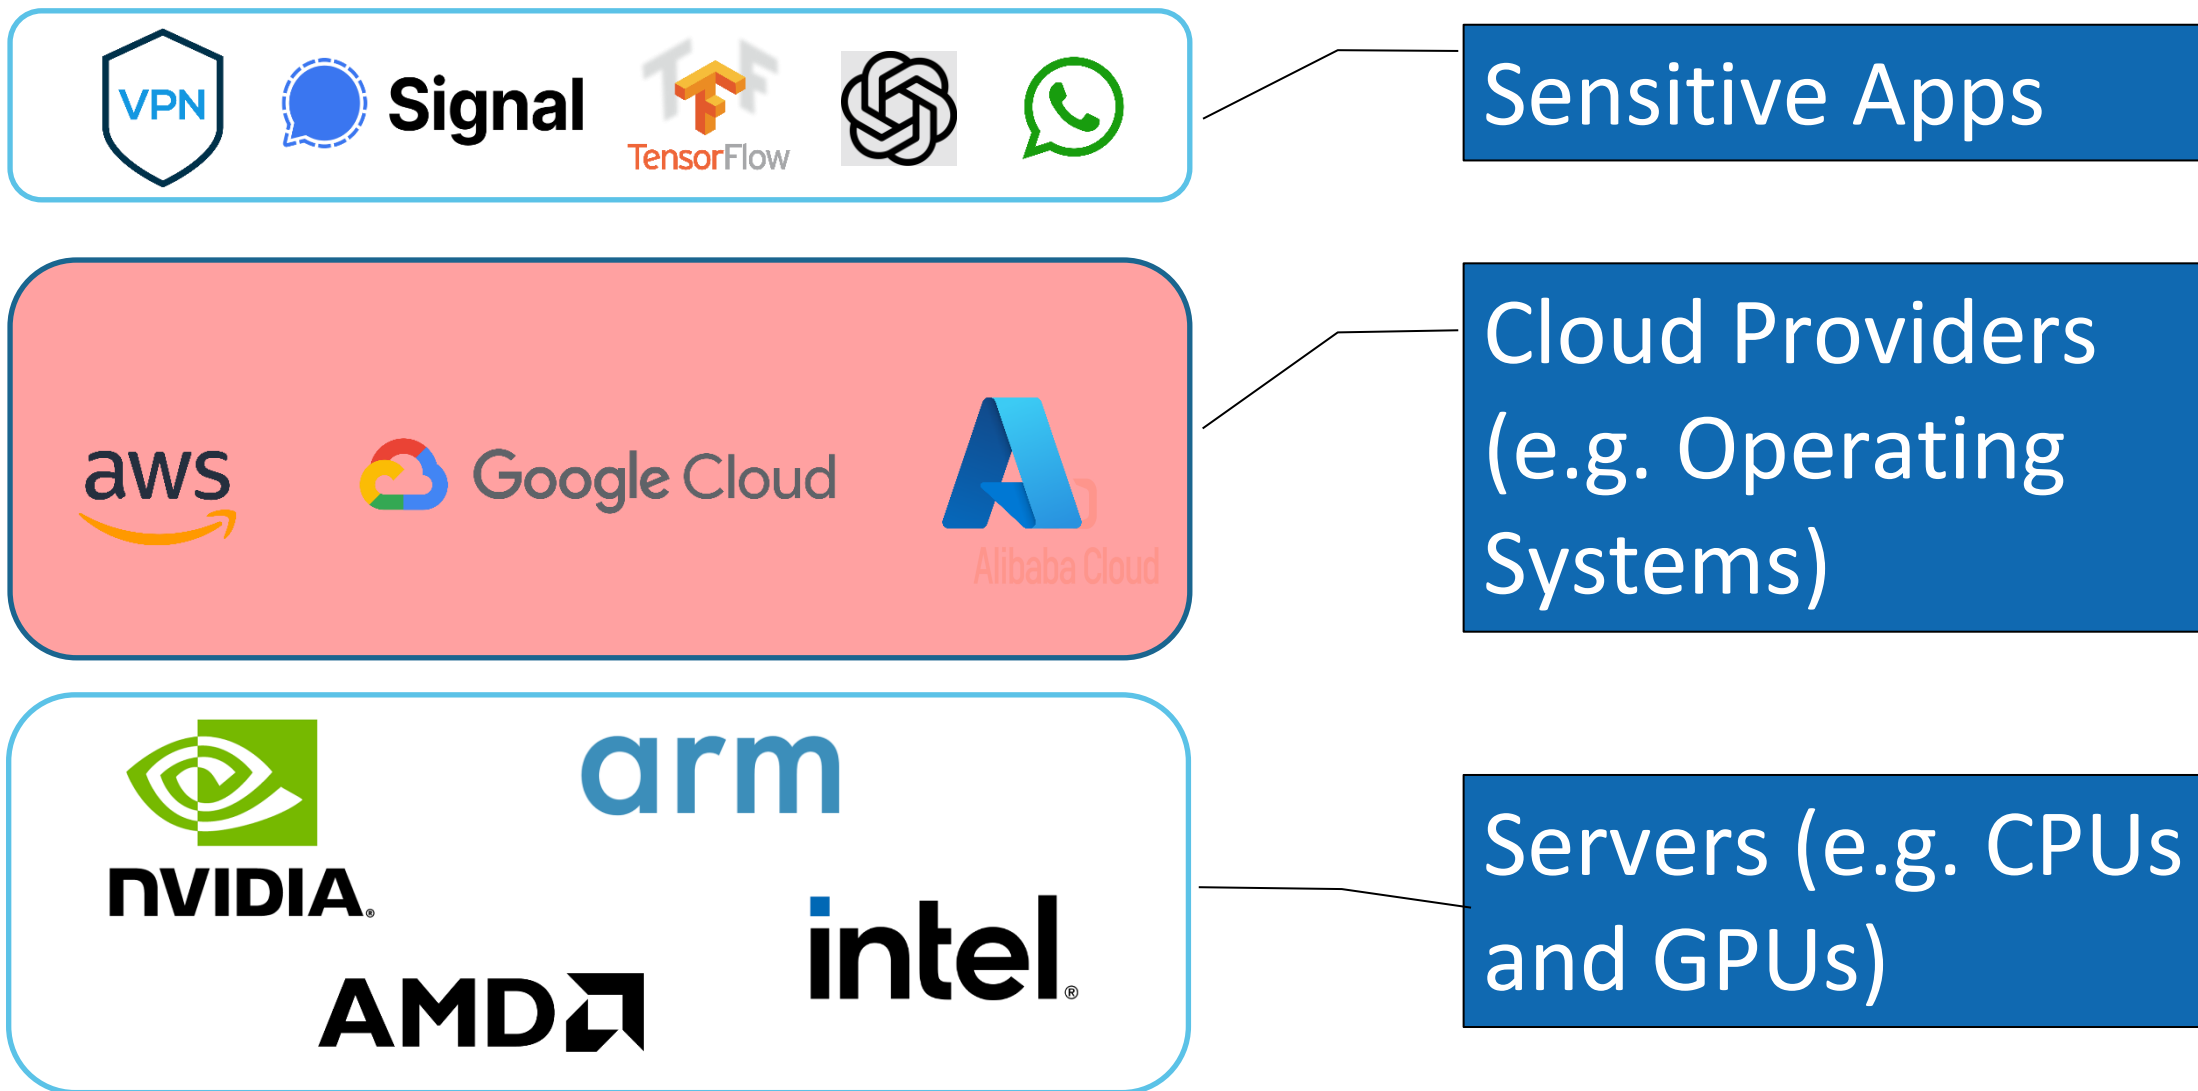 VPN
Signal
TensorFlow
Sensitive Apps
aws
Google Cloud
Alibaba Cloud
Cloud Providers
(e.g. Operating
Systems)
nVIDIA®
arm
intel®
AMD
Servers (e.g. CPUs
and GPUs)